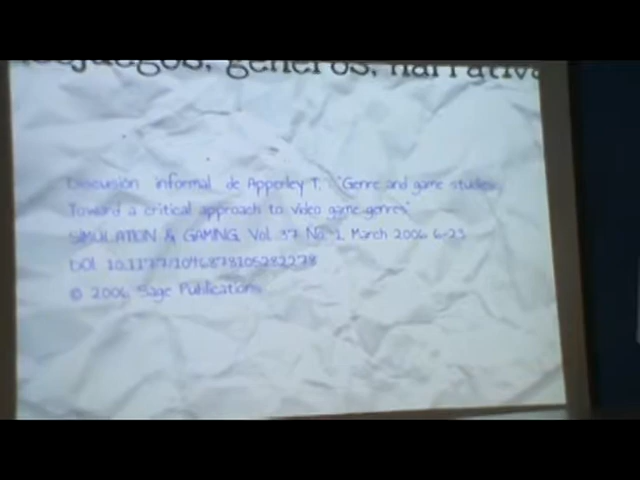 géneros, narrativa
Discusión informal de Apperley T. "Genre and game studies:
Toward a critical approach to video game genres"
SIMULATION & GAMING, Vol. 37 No. 1, March 2006 6-23
DOI: 10.1177/1046878105282278
© 2006 Sage Publications